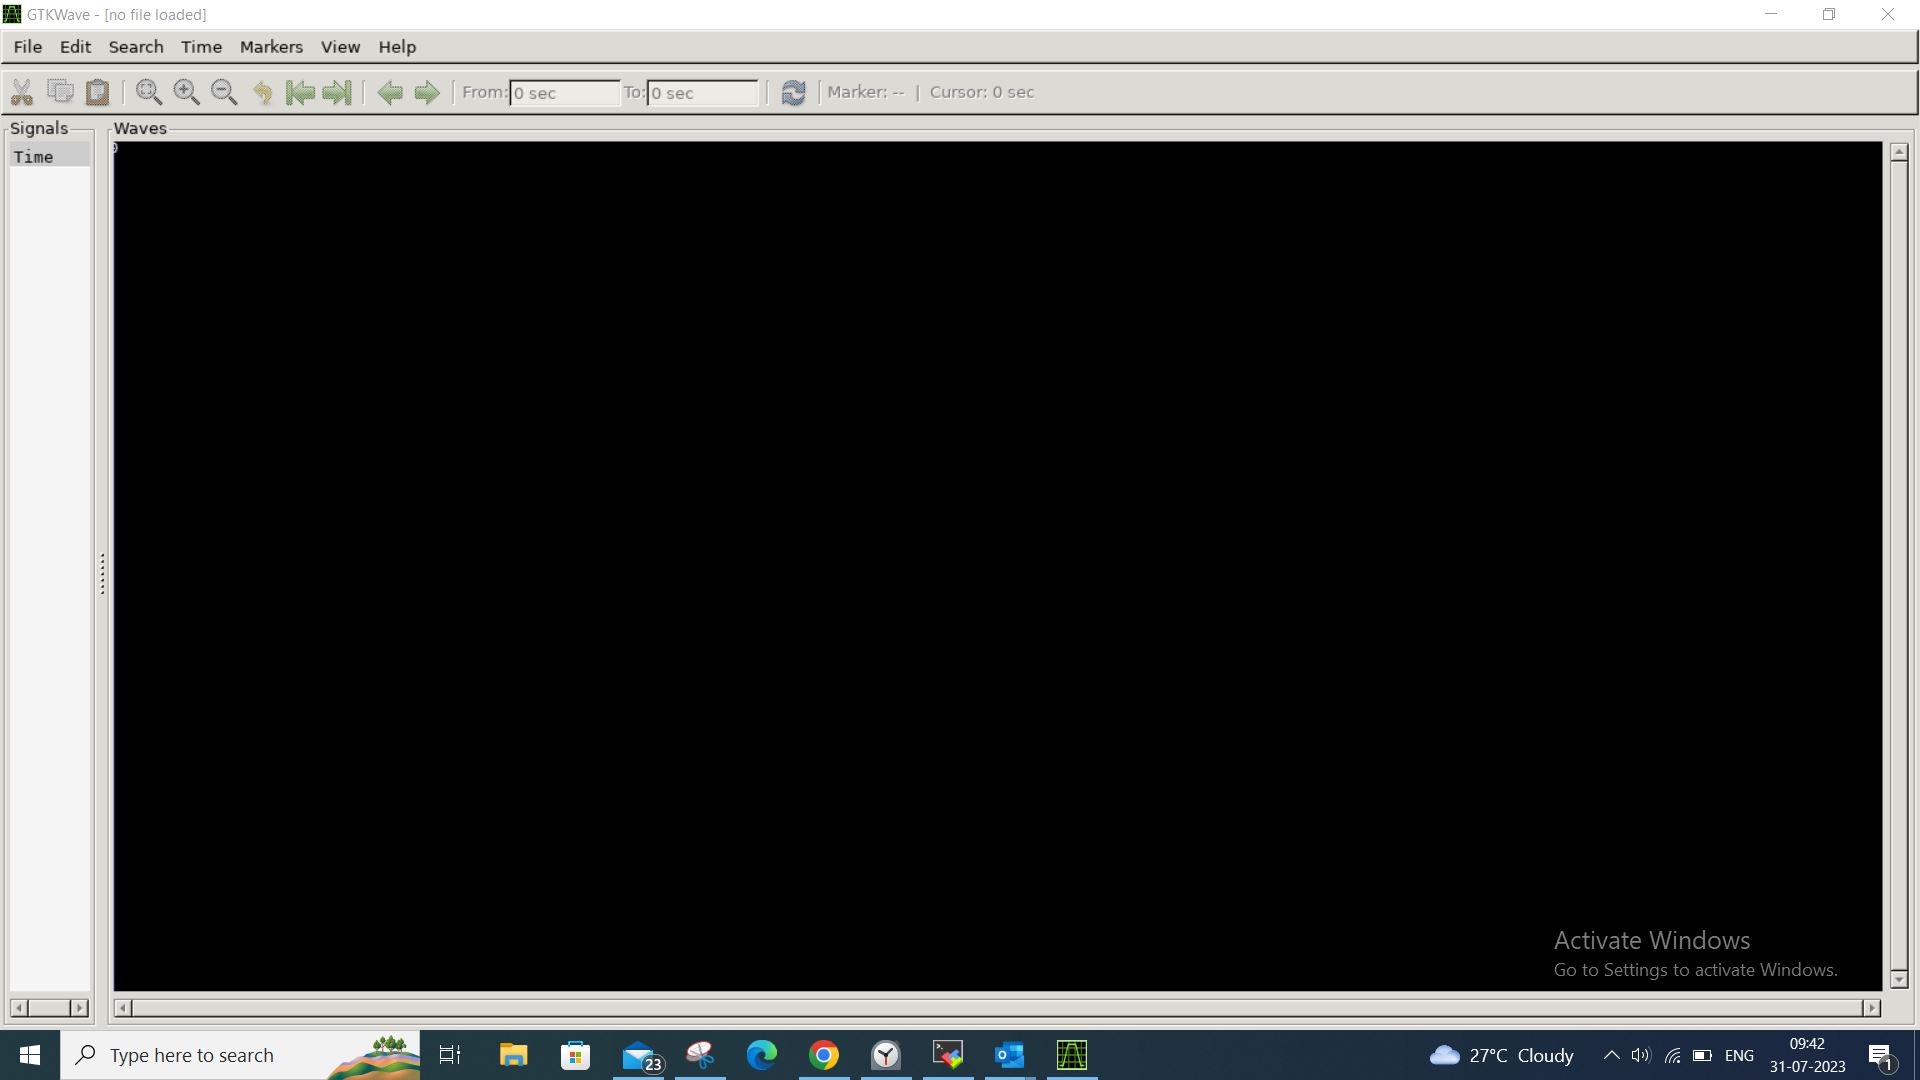 GTKWave - [no file loaded]
File Edit Search Time Markers View Help
From: 0 sec To: 0 sec Marker: -- | Cursor: 0 sec
Signals
Waves
Time
0
Activate Windows
Go to Settings to activate Windows.
Type here to search
23
27°C Cloudy
ENG
09:42
31-07-2023
1